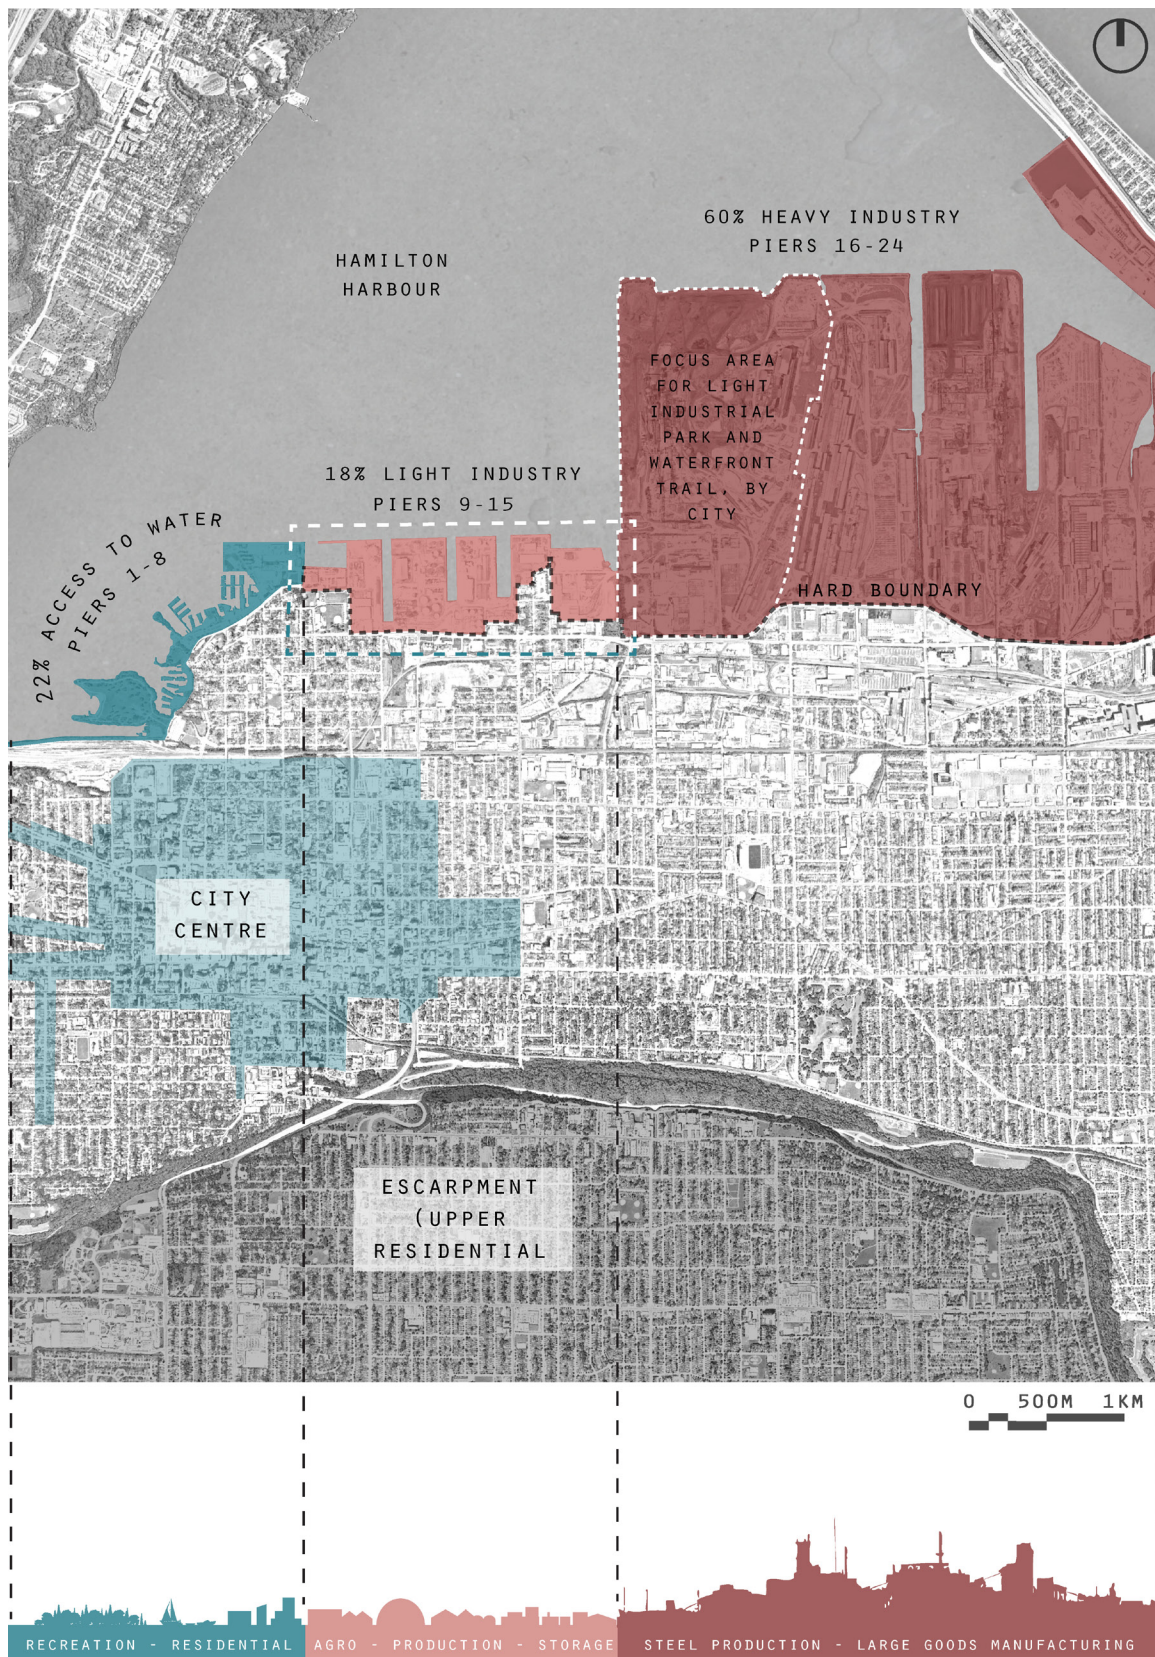 60% HEAVY INDUSTRY
PIERS 16-24
HAMILTON
HARBOUR
FOCUS AREA
FOR LIGHT
INDUSTRIAL
PARK AND
WATERFRONT
TRAIL, BY
CITY
18% LIGHT INDUSTRY
PIERS 9-15
22% ACCESS TO WATER
PIERS 1-8
HARD BOUNDARY
CITY
CENTRE
ESCARPMENT
(UPPER
RESIDENTIAL
0 500M 1KM
RECREATION - RESIDENTIAL
AGRO - PRODUCTION - STORAGE
STEEL PRODUCTION - LARGE GOODS MANUFACTURING